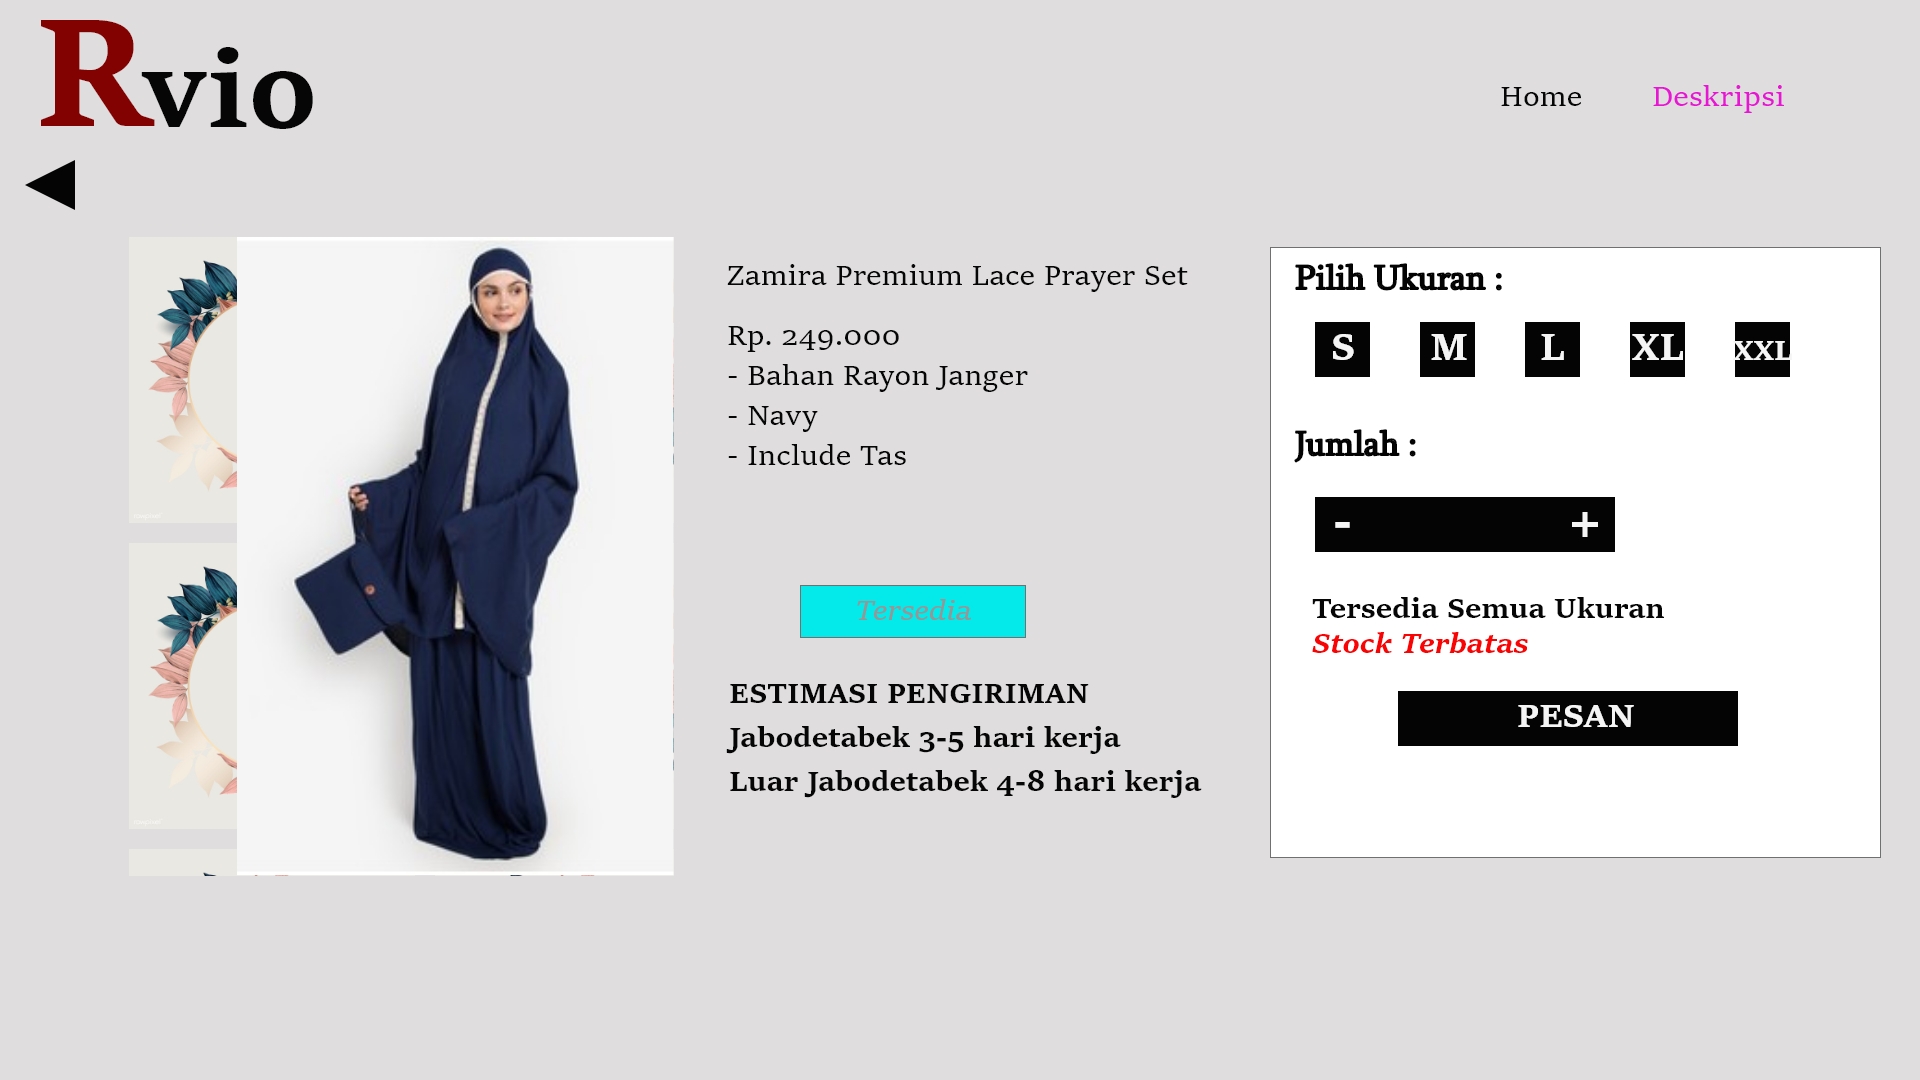 Rvio
Home
Deskripsi
Zamira Premium Lace Prayer Set
Rp. 249.000
- Bahan Rayon Janger
- Navy
- Include Tas
Tersedia
ESTIMASI PENGIRIMAN
Jabodetabek 3-5 hari kerja
Luar Jabodetabek 4-8 hari kerja
Pilih Ukuran :
S M L XL XXL
Jumlah :
- +
Tersedia Semua Ukuran
Stock Terbatas
PESAN